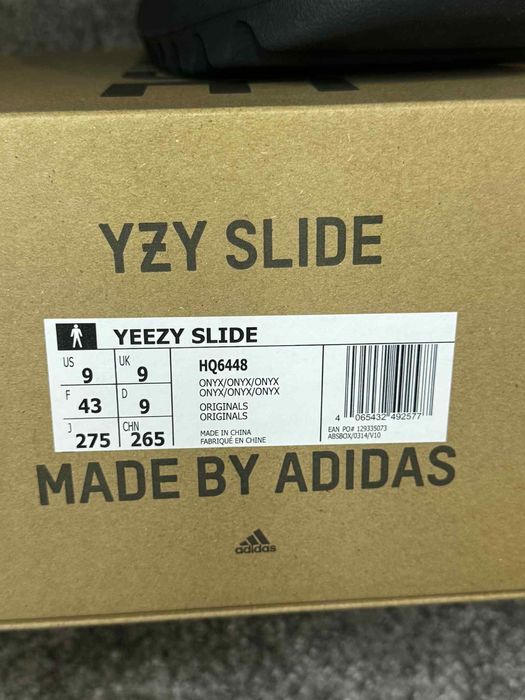 YZY SLIDE
YEEZY SLIDE
US 9 UK 9
F 43 D 9
J 275 CHN 265
HQ6448
ONYX/ONYX/ONYX
ONYX/ONYX/ONYX
ORIGINALS
ORIGINALS
MADE IN CHINA
FABRIQUÉ EN CHINE
4 065432 492577
EAN PO# 129335073
ABSBOX/0314/V10
MADE BY ADIDAS
adidas